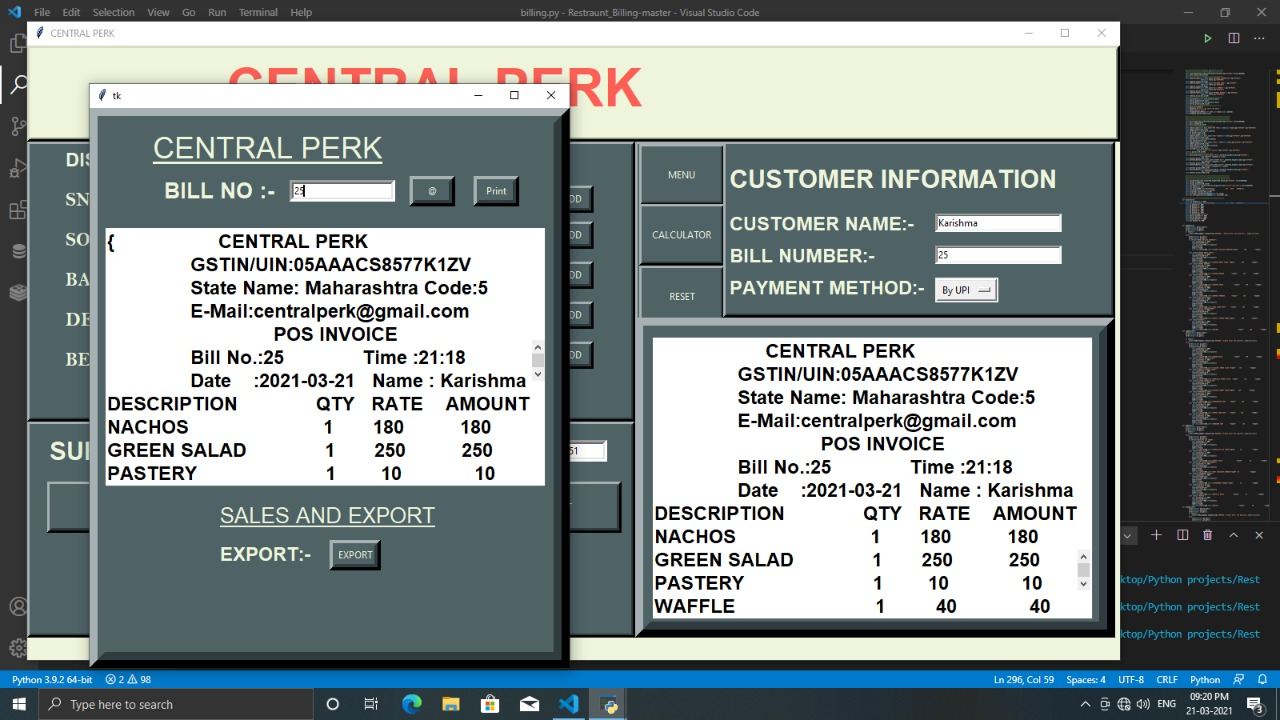 File Edit Selection View Go Run Terminal Help billing.py - Restraunt_Billing-master - Visual Studio Code
CENTRAL PERK
CENTRAL PERK
tk
CENTRAL PERK
BILL NO :- 25 @ Print
{ CENTRAL PERK
GSTIN/UIN:05AAACS8577K1ZV
State Name: Maharashtra Code:5
E-Mail:centralperk@gmail.com
POS INVOICE
Bill No.:25 Time :21:18
Date :2021-03-21 Name : Karishma
DESCRIPTION QTY RATE AMOUNT
NACHOS 1 180 180
GREEN SALAD 1 250 250
PASTERY 1 10 10
SALES AND EXPORT
EXPORT:- EXPORT
MENU
CALCULATOR
RESET
CUSTOMER INFORMATION
CUSTOMER NAME:- Karishma
BILL NUMBER:- 25
PAYMENT METHOD:- By UPI
CENTRAL PERK
GSTIN/UIN:05AAACS8577K1ZV
State Name: Maharashtra Code:5
E-Mail:centralperk@gmail.com
POS INVOICE
Bill No.:25 Time :21:18
Date :2021-03-21 Name : Karishma
DESCRIPTION QTY RATE AMOUNT
NACHOS 1 180 180
GREEN SALAD 1 250 250
PASTERY 1 10 10
WAFFLE 1 40 40
ktop/Python projects/Rest
ktop/Python projects/Rest
ktop/Python projects/Rest
Python 3.9.2 64-bit 2 98 Ln 296, Col 59 Spaces: 4 UTF-8 CRLF Python
Type here to search ENG 09:20 PM
21-03-2021 3